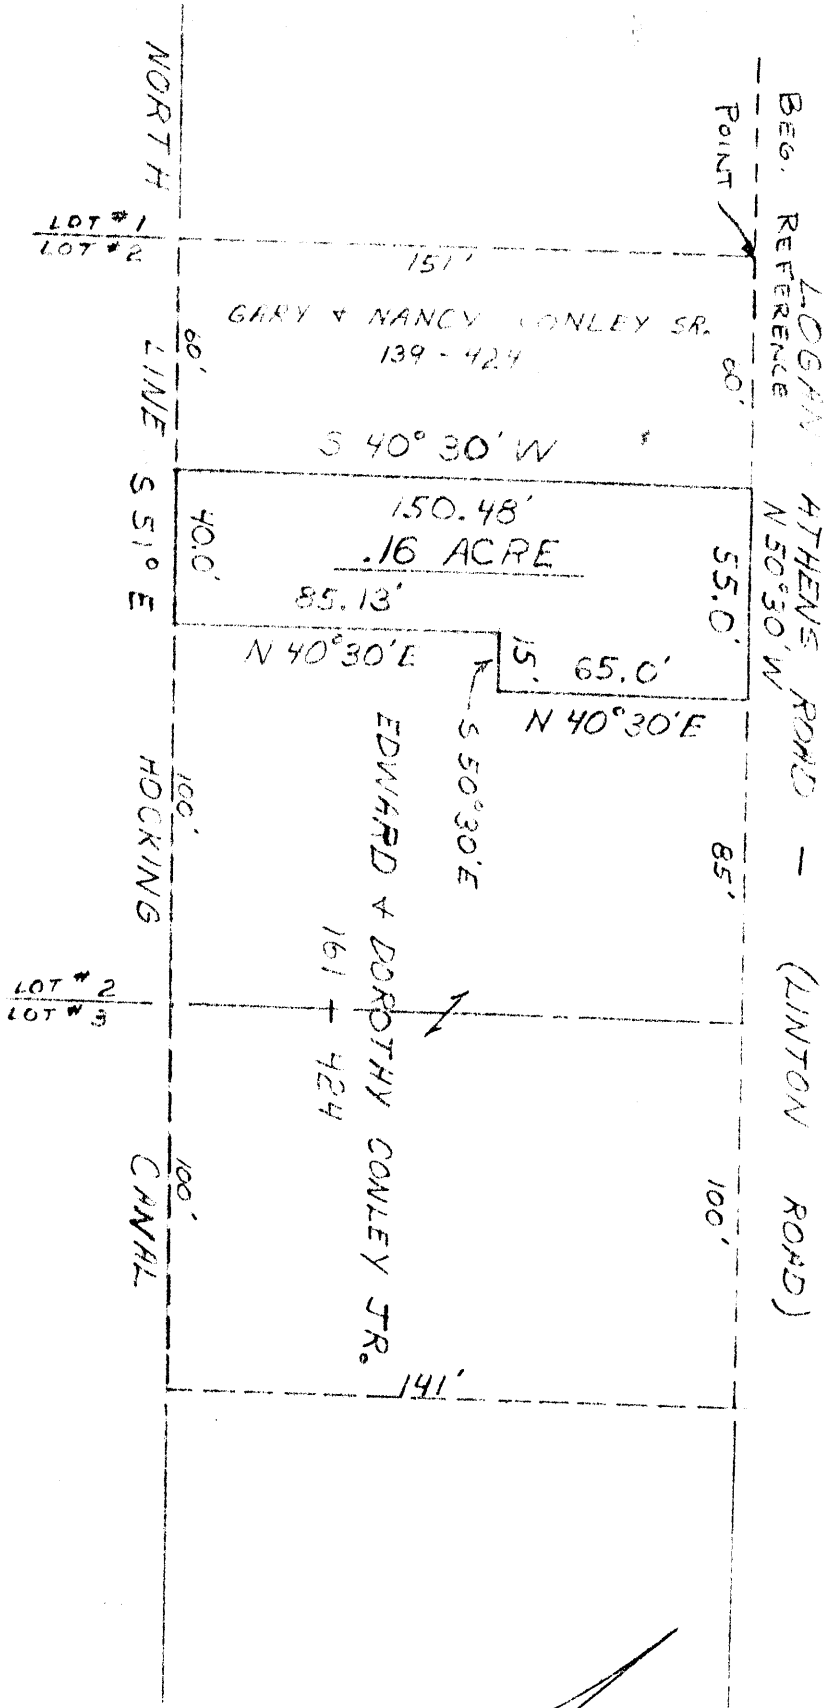 BEG. REFERENCE
POINT
LOGAN ATHENS ROAD — (LINTON ROAD)
N 50°30'W
NORTH LINE S 51° E HOCKING CANAL
LOT #1
LOT #2
151'
GARY & NANCY CONLEY SR.
139 - 424
60'
60'
S 40° 30' W
150.48'
.16 ACRE
40.0'
55.0'
85.13'
N 40°30'E
15'
65.0'
N 40°30'E
S 50°30'E
EDWARD & DOROTHY CONLEY JR.
161 - 424
100'
85'
LOT #2
LOT #3
100'
100'
141'